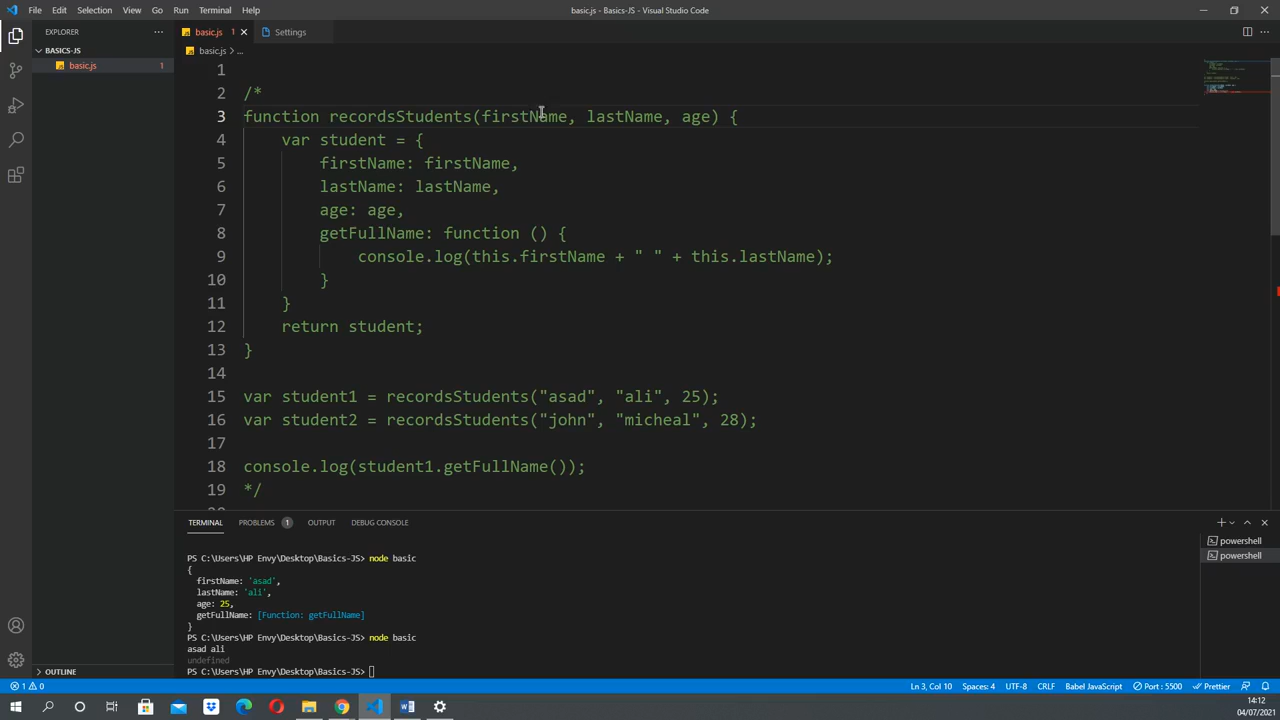 File Edit Selection View Go Run Terminal Help
basic.js - Basics-JS - Visual Studio Code
EXPLORER
BASICS-JS
basic.js 1
basic.js 1
Settings
basic.js > ...
1
2 /*
3 function recordsStudents(firstName, lastName, age) {
4 var student = {
5 firstName: firstName,
6 lastName: lastName,
7 age: age,
8 getFullName: function () {
9 console.log(this.firstName + " " + this.lastName);
10 }
11 }
12 return student;
13 }
14
15 var student1 = recordsStudents("asad", "ali", 25);
16 var student2 = recordsStudents("john", "micheal", 28);
17
18 console.log(student1.getFullName());
19 */
TERMINAL PROBLEMS 1 OUTPUT DEBUG CONSOLE
PS C:\Users\HP Envy\Desktop\Basics-JS> node basic
{
firstName: 'asad',
lastName: 'ali',
age: 25,
getFullName: [Function: getFullName]
}
PS C:\Users\HP Envy\Desktop\Basics-JS> node basic
asad ali
undefined
PS C:\Users\HP Envy\Desktop\Basics-JS>
powershell
powershell
OUTLINE
1 0
Ln 3, Col 10 Spaces: 4 UTF-8 CRLF Babel JavaScript Port : 5500 Prettier
14:12
04/07/2021